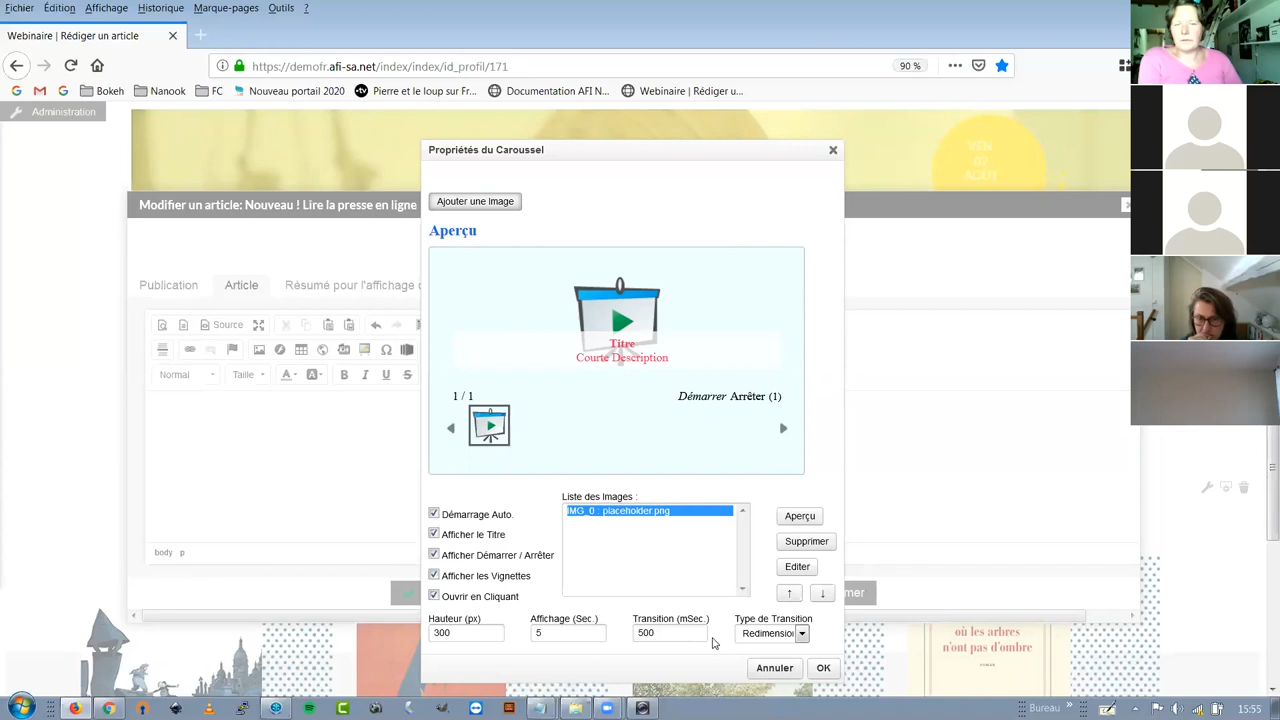 Fichier Édition Affichage Historique Marque-pages Outils ?
Webinaire | Rédiger un article
https://demofr.afi-sa.net/index/index/id_profil/171
90 %
Bokeh Nanook FC Nouveau portail 2020 Pierre et le loup sur Fr... Documentation AFI N... Webinaire | Rédiger u...
Administration
VEN
07
AOÛT
Propriétés du Caroussel
Modifier un article: Nouveau ! Lire la presse en ligne
Ajouter une Image
Aperçu
Publication Article Résumé pour l'affichage
Source
Titre
Courte Description
Normal Taille A A B I U S
1 / 1 Démarrer Arrêter (1)
Liste des Images :
IMG_0 : placeholder.png
Démarrage Auto.
Afficher le Titre
Afficher Démarrer / Arrêter
Afficher les Vignettes
Ouvrir en Cliquant
Aperçu
Supprimer
Editer
↑ ↓
body p
Hauteur (px) Affichage (Sec.) Transition (mSec.) Type de Transition
300 5 500 Redimension
Annuler OK
où les arbres
n'ont pas d'ombre
ROMAN
Bureau
15:55